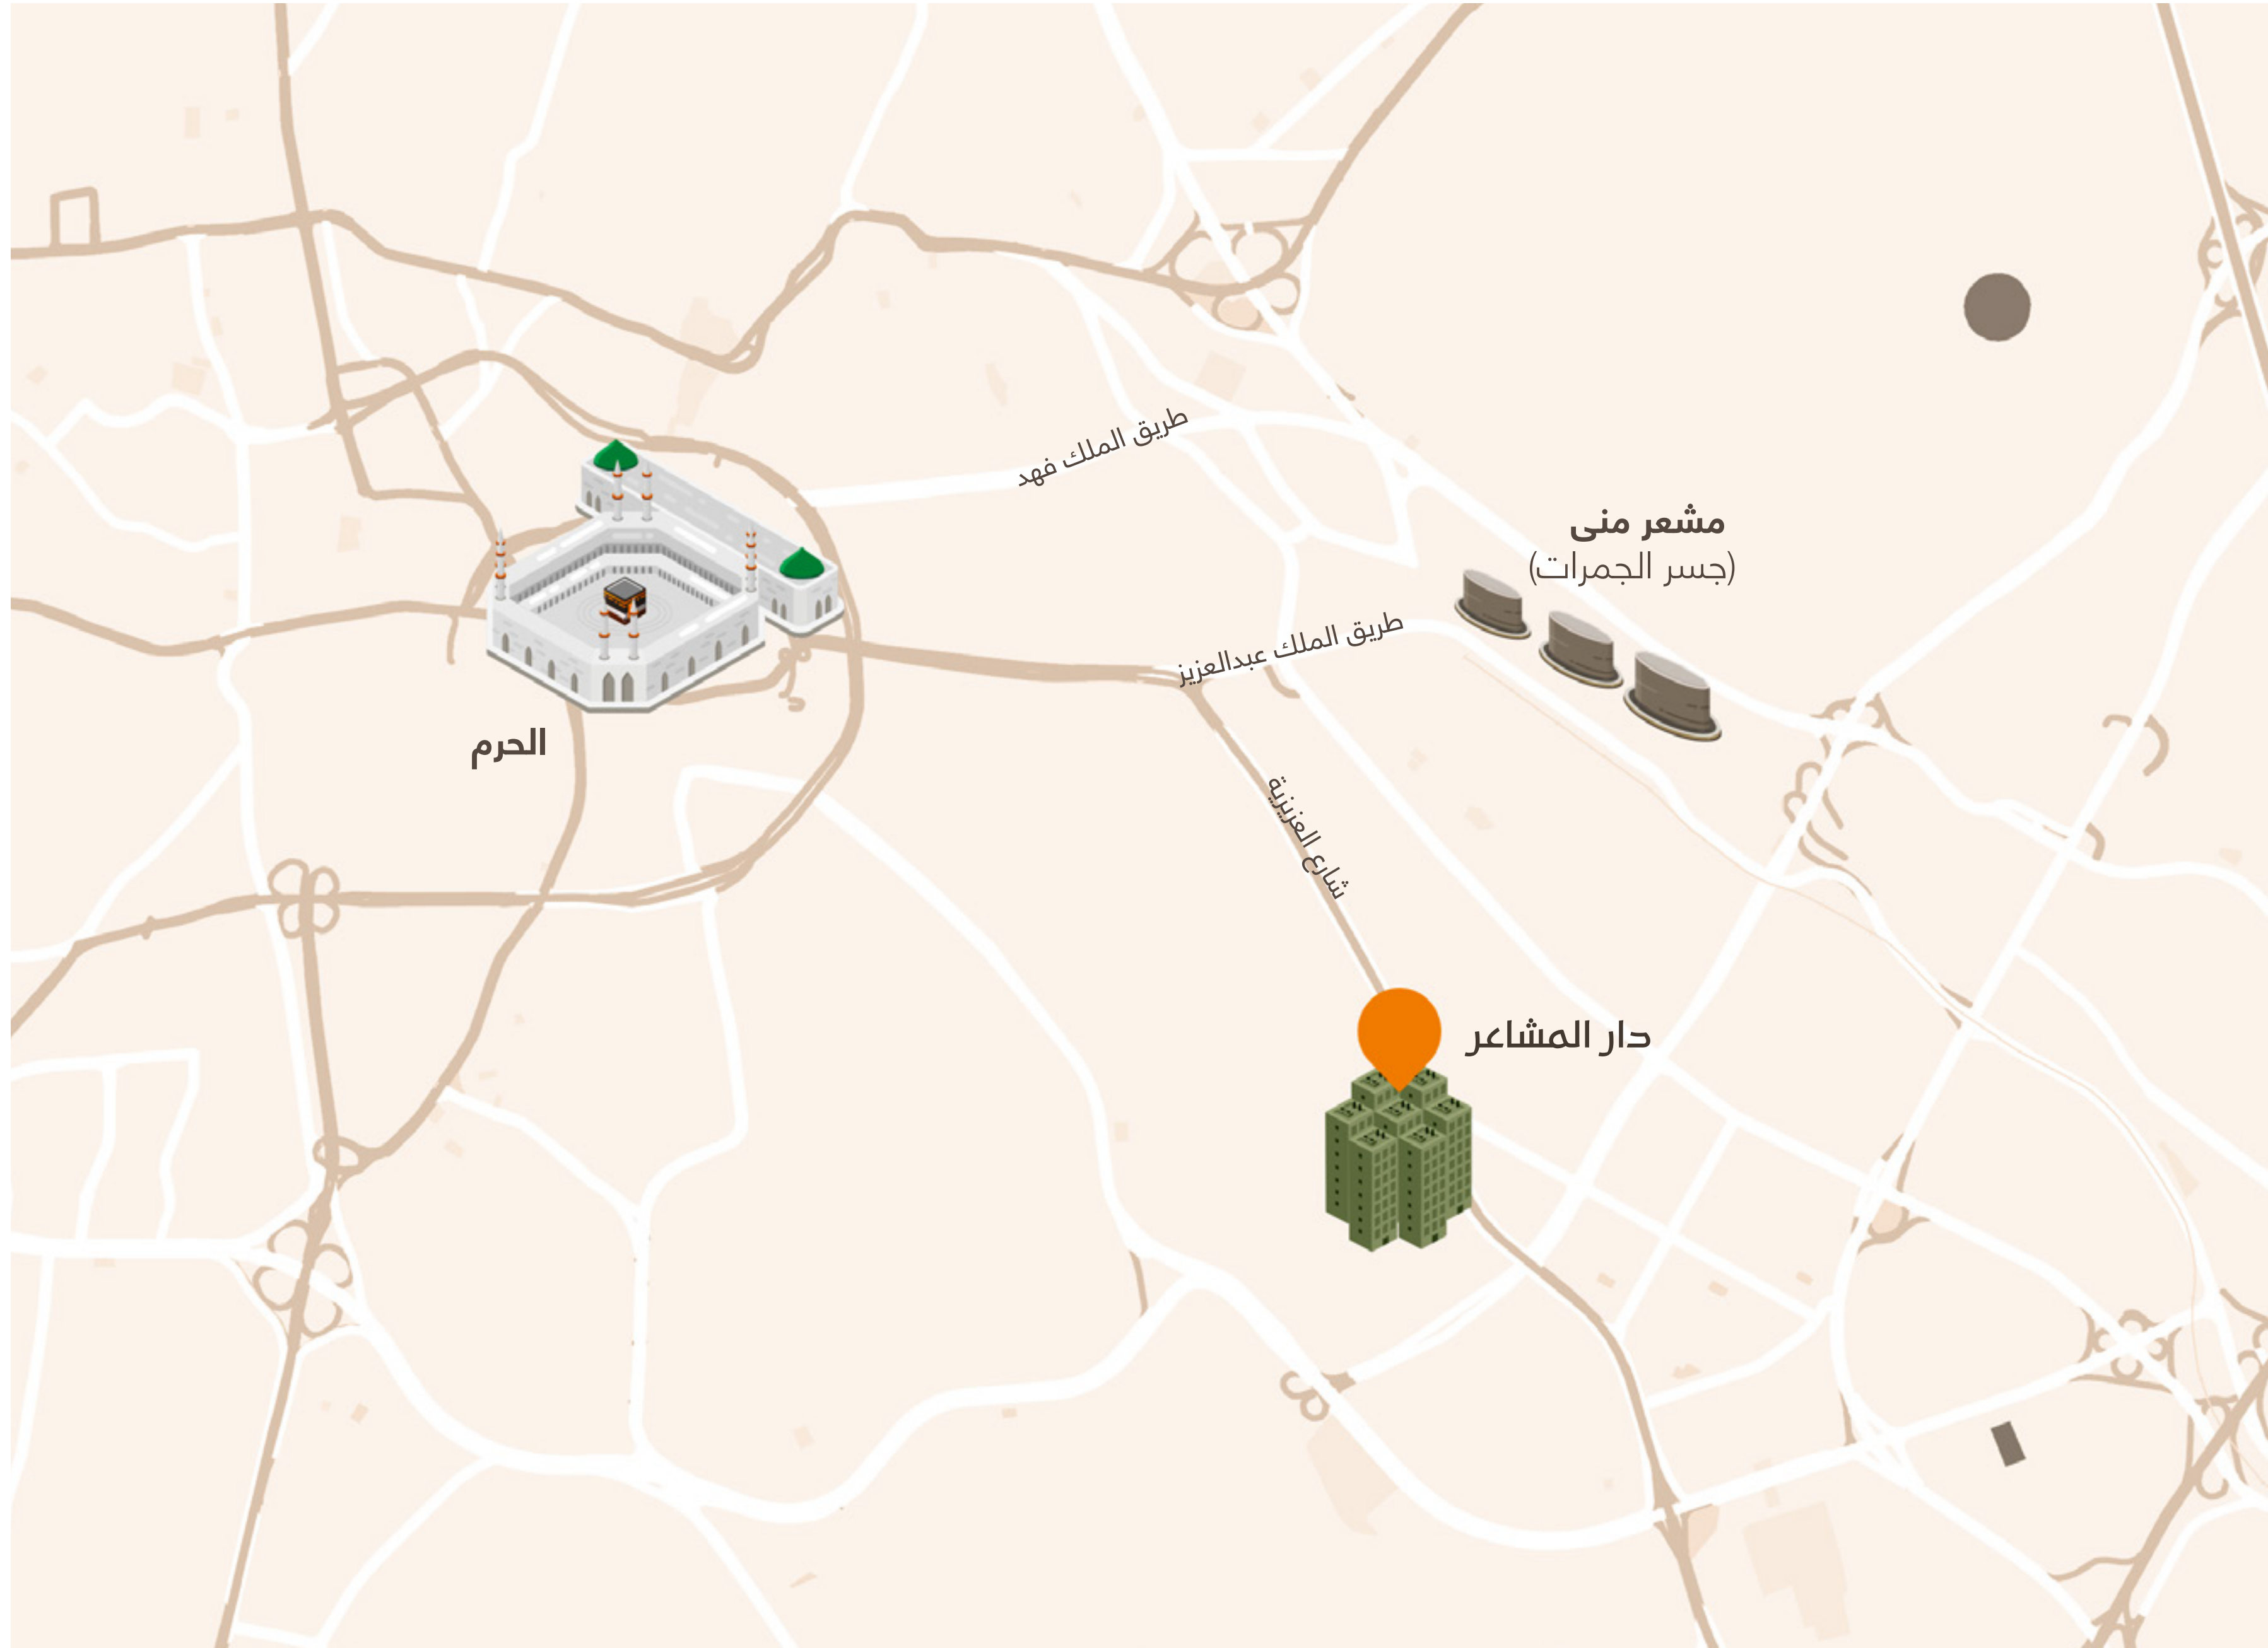 طريق الملك فهد
مشعر منى
(جسر الجمرات)
طريق الملك عبدالعزيز
الحرم
شارع العزيزية
دار المشاعر